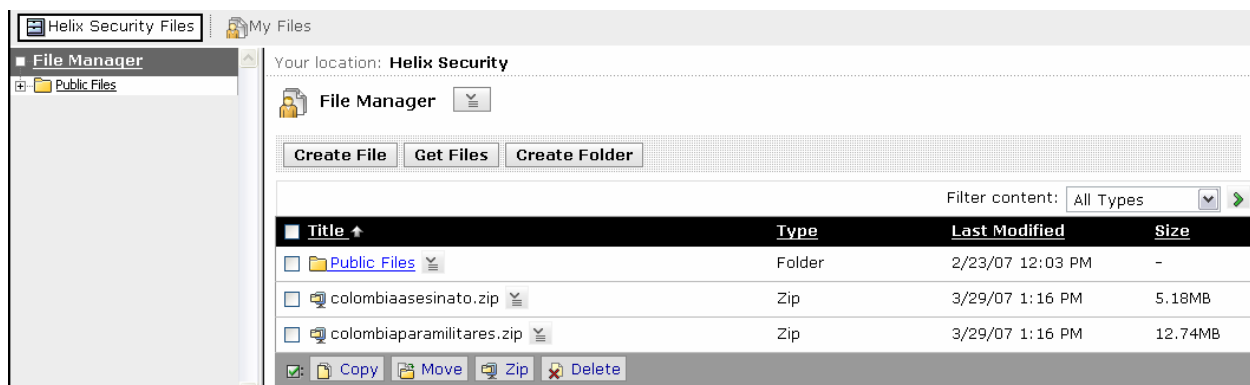 Helix Security Files My Files
File Manager
Public Files
Your location: Helix Security
File Manager
Create File Get Files Create Folder
Filter content: All Types
Title Type Last Modified Size
Public Files Folder 2/23/07 12:03 PM -
colombiaasesinato.zip Zip 3/29/07 1:16 PM 5.18MB
colombiaparamilitares.zip Zip 3/29/07 1:16 PM 12.74MB
Copy Move Zip Delete